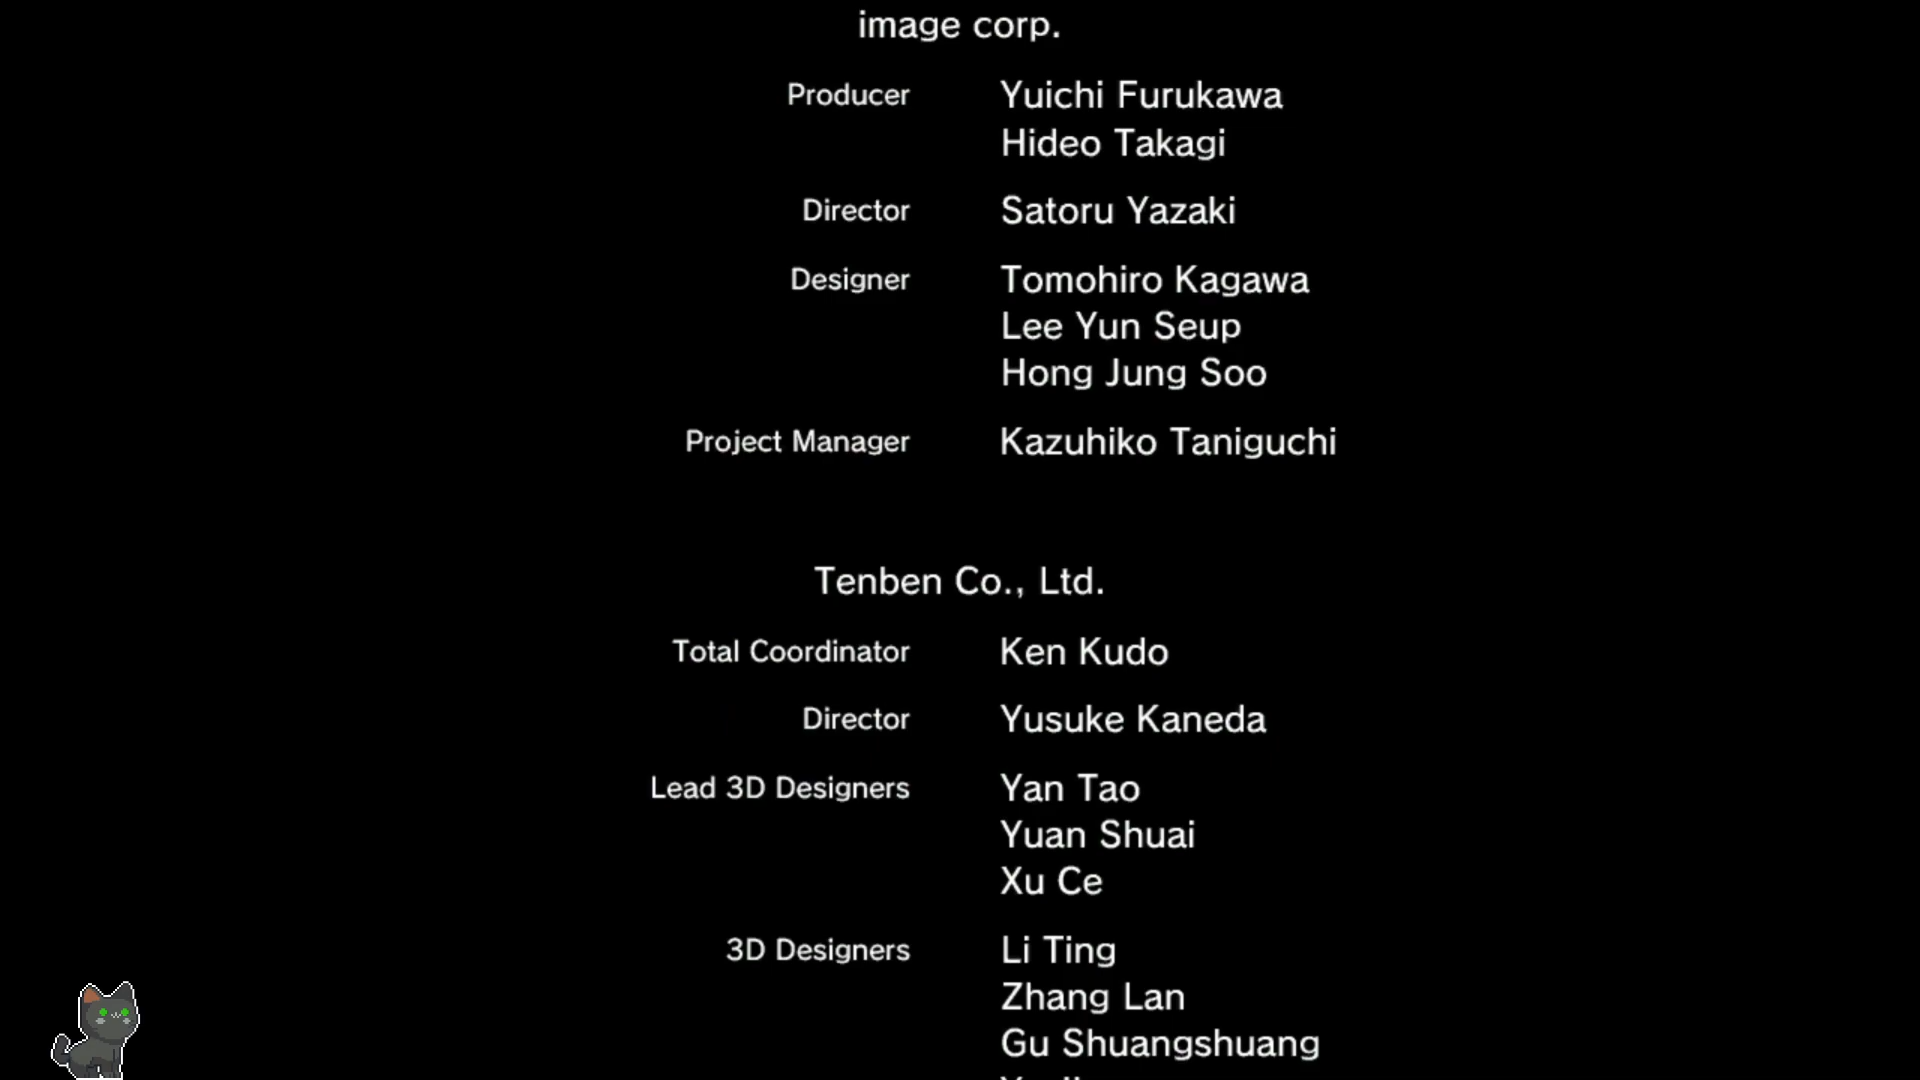 image corp.
Producer Yuichi Furukawa
Hideo Takagi
Director Satoru Yazaki
Designer Tomohiro Kagawa
Lee Yun Seup
Hong Jung Soo
Project Manager Kazuhiko Taniguchi
Tenben Co., Ltd.
Total Coordinator Ken Kudo
Director Yusuke Kaneda
Lead 3D Designers Yan Tao
Yuan Shuai
Xu Ce
3D Designers Li Ting
Zhang Lan
Gu Shuangshuang